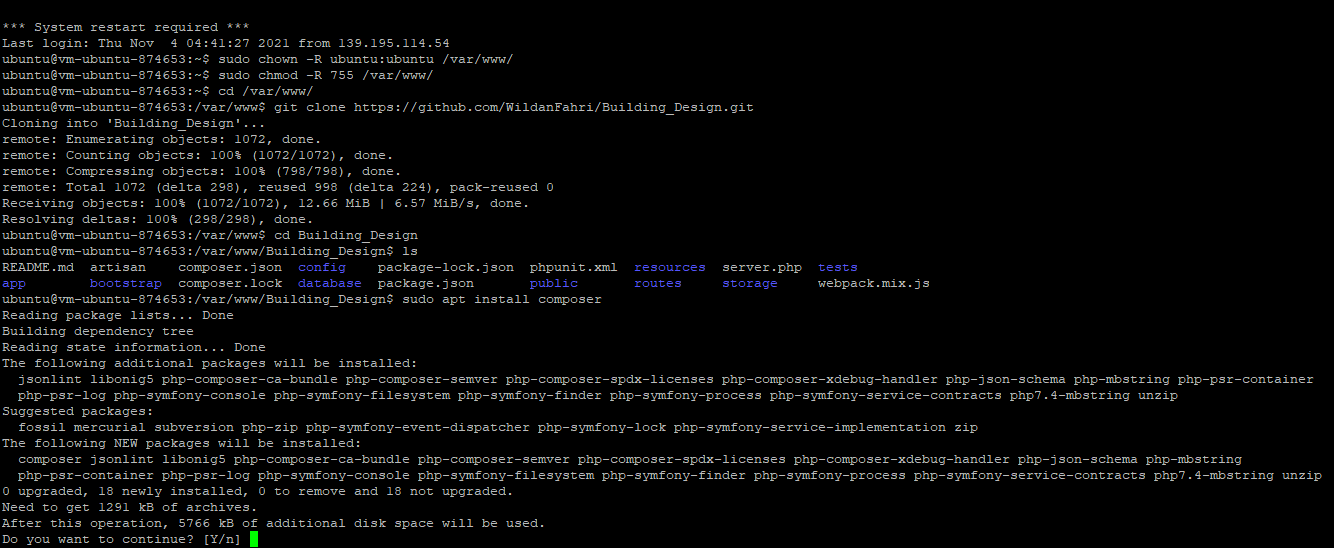 *** System restart required ***
Last login: Thu Nov  4 04:41:27 2021 from 139.195.114.54
ubuntu@vm-ubuntu-874653:~$ sudo chown -R ubuntu:ubuntu /var/www/
ubuntu@vm-ubuntu-874653:~$ sudo chmod -R 755 /var/www/
ubuntu@vm-ubuntu-874653:~$ cd /var/www/
ubuntu@vm-ubuntu-874653:/var/www$ git clone https://github.com/WildanFahri/Building_Design.git
Cloning into 'Building_Design'...
remote: Enumerating objects: 1072, done.
remote: Counting objects: 100% (1072/1072), done.
remote: Compressing objects: 100% (798/798), done.
remote: Total 1072 (delta 298), reused 998 (delta 224), pack-reused 0
Receiving objects: 100% (1072/1072), 12.66 MiB | 6.57 MiB/s, done.
Resolving deltas: 100% (298/298), done.
ubuntu@vm-ubuntu-874653:/var/www$ cd Building_Design
ubuntu@vm-ubuntu-874653:/var/www/Building_Design$ ls
README.md  artisan    composer.json  config    package-lock.json  phpunit.xml  resources  server.php  tests
app        bootstrap  composer.lock  database  package.json       public       routes     storage     webpack.mix.js
ubuntu@vm-ubuntu-874653:/var/www/Building_Design$ sudo apt install composer
Reading package lists... Done
Building dependency tree
Reading state information... Done
The following additional packages will be installed:
  jsonlint libonig5 php-composer-ca-bundle php-composer-semver php-composer-spdx-licenses php-composer-xdebug-handler php-json-schema php-mbstring php-psr-container
  php-psr-log php-symfony-console php-symfony-filesystem php-symfony-finder php-symfony-process php-symfony-service-contracts php7.4-mbstring unzip
Suggested packages:
  fossil mercurial subversion php-zip php-symfony-event-dispatcher php-symfony-lock php-symfony-service-implementation zip
The following NEW packages will be installed:
  composer jsonlint libonig5 php-composer-ca-bundle php-composer-semver php-composer-spdx-licenses php-composer-xdebug-handler php-json-schema php-mbstring
  php-psr-container php-psr-log php-symfony-console php-symfony-filesystem php-symfony-finder php-symfony-process php-symfony-service-contracts php7.4-mbstring unzip
0 upgraded, 18 newly installed, 0 to remove and 18 not upgraded.
Need to get 1291 kB of archives.
After this operation, 5766 kB of additional disk space will be used.
Do you want to continue? [Y/n]